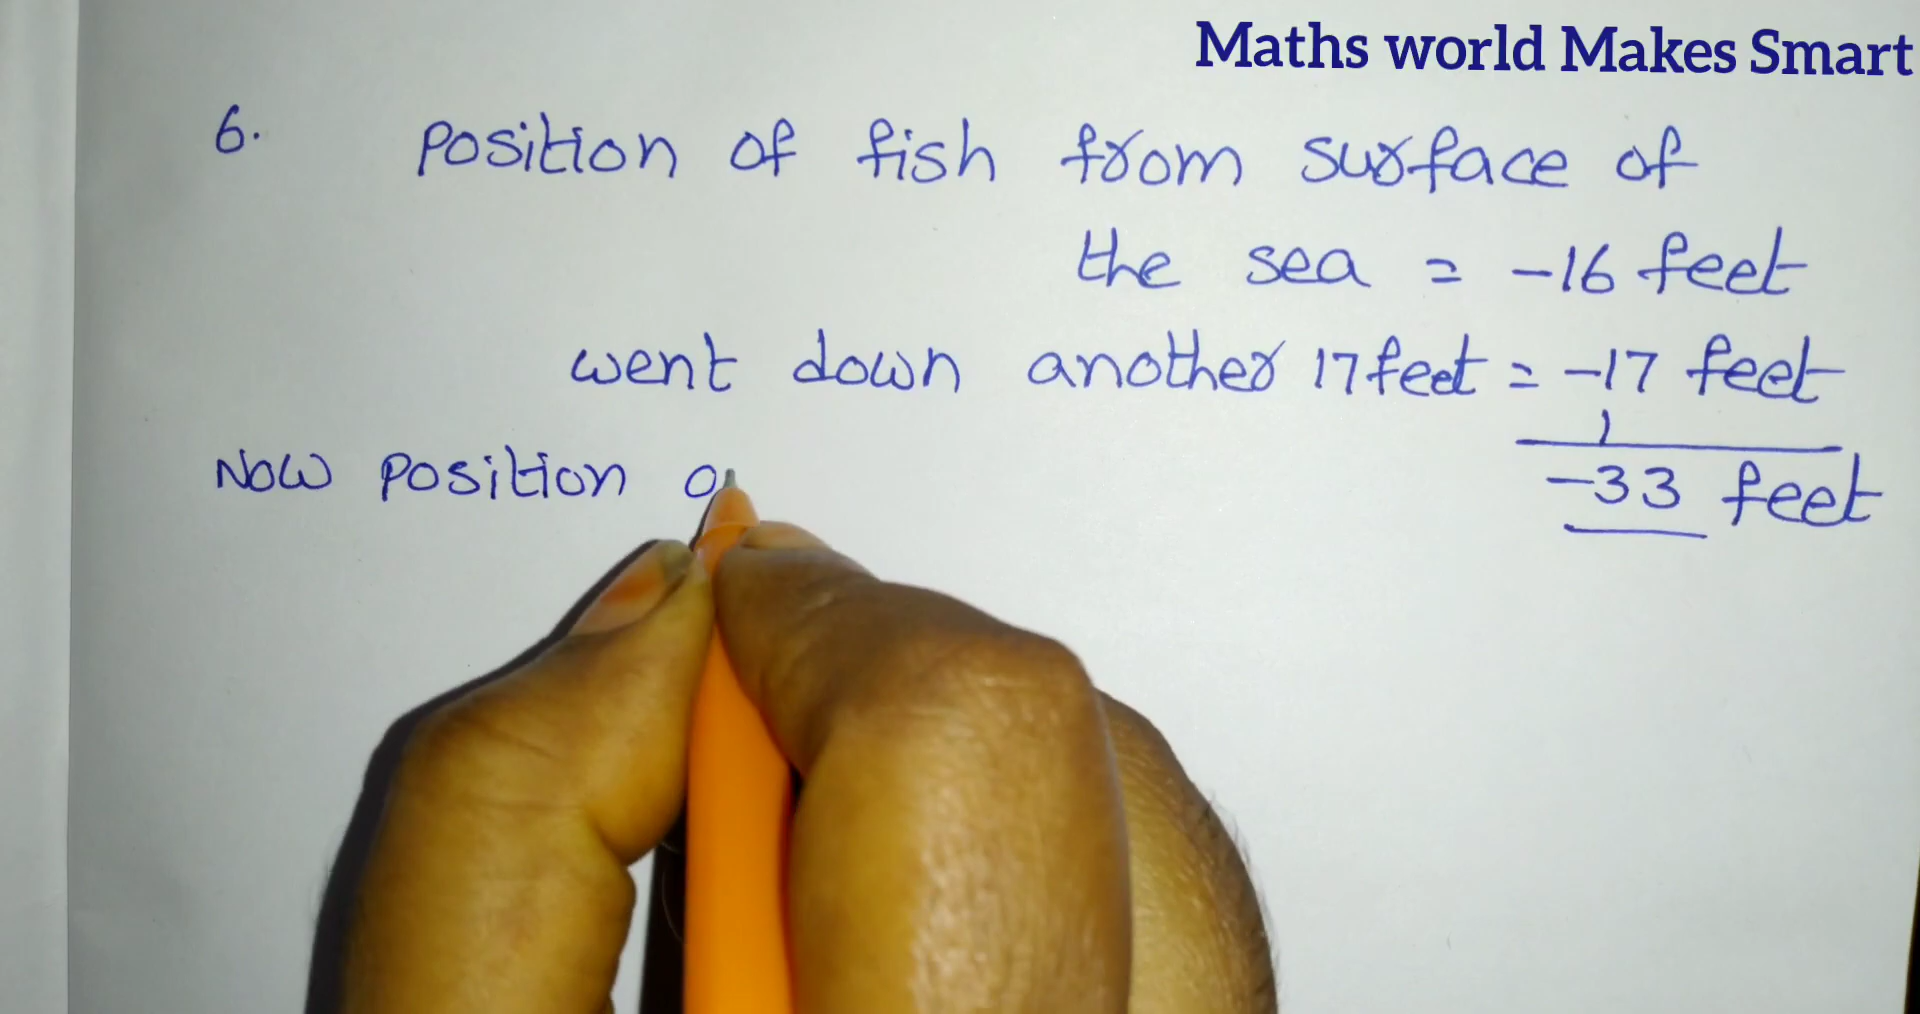 Maths world Makes Smart
6. Position of fish from surface of
the sea = -16 feet
went down another 17 feet = -17 feet
1
-33 feet
Now position o